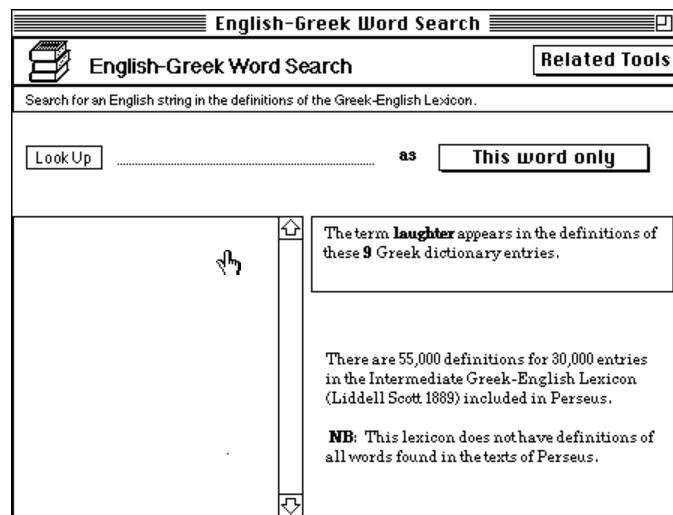 English-Greek Word Search
English-Greek Word Search
Related Tools
Search for an English string in the definitions of the Greek-English Lexicon.
Look Up
as
This word only
The term laughter appears in the definitions of
these 9 Greek dictionary entries.
There are 55,000 definitions for 30,000 entries
in the Intermediate Greek-English Lexicon
(Liddell Scott 1889) included in Perseus.
NB: This lexicon does not have definitions of
all words found in the texts of Perseus.